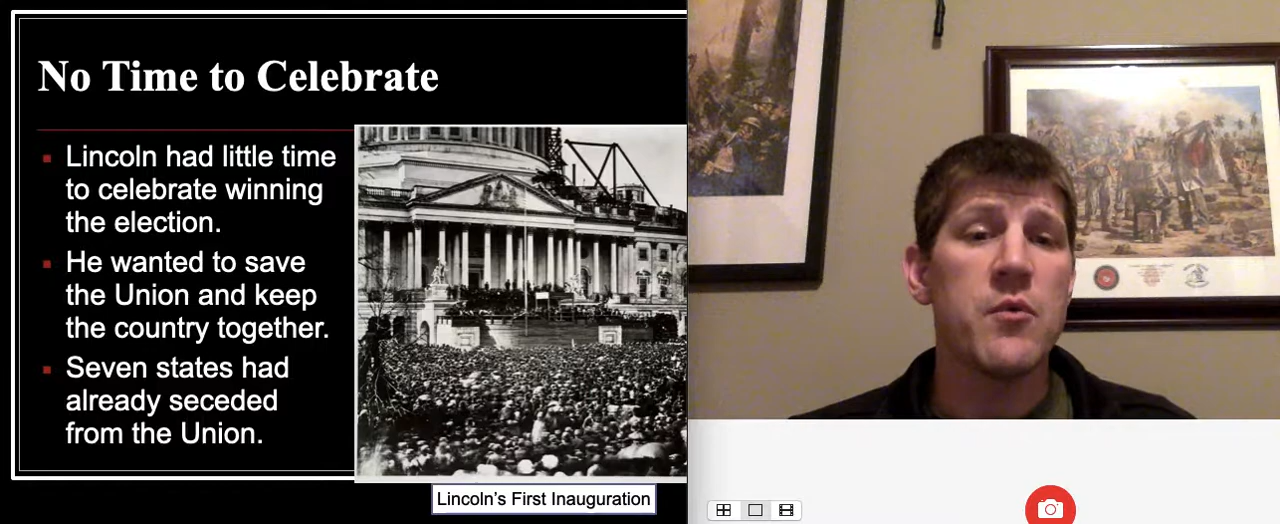 No Time to Celebrate
Lincoln had little time
to celebrate winning
the election.
He wanted to save
the Union and keep
the country together.
Seven states had
already seceded
from the Union.
Lincoln's First Inauguration